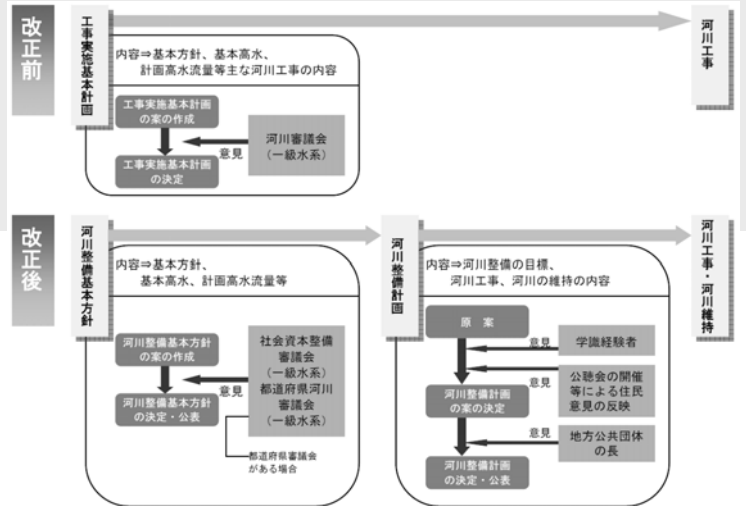 改正前
工事実施基本計画
河川工事
内容⇒基本方針、基本高水、
計画高水流量等主な河川工事の内容
工事実施基本計画
の案の作成
意見
河川審議会
（一級水系）
工事実施基本計画
の決定
改正後
河川整備基本方針
河川整備計画
河川工事・河川維持
内容⇒基本方針、
基本高水、計画高水流量等
河川整備基本方針
の案の作成
意見
社会資本整備
審議会
（一級水系）
都道府県河川
審議会
（一級水系）
河川整備基本方針
の決定・公表
都道府県審議会
がある場合
内容⇒河川整備の目標、
河川工事、河川の維持の内容
原　案
意見
学識経験者
意見
公聴会の開催
等による住民
意見の反映
河川整備計画
の案の決定
意見
地方公共団体
の長
河川整備計画
の決定・公表